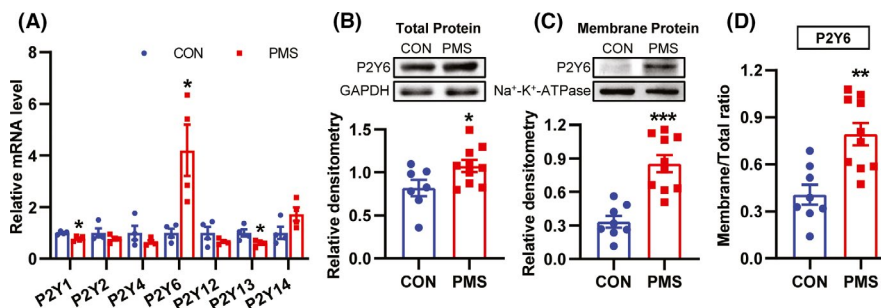 (A)
CON
PMS
Relative mRNA level
8
6
4
2
0
*
*
*
P2Y1
P2Y2
P2Y4
P2Y6
P2Y12
P2Y13
P2Y14
(B)
Total Protein
CON PMS
P2Y6
GAPDH
Relative densitometry
1.5
1.0
0.5
0.0
*
CON PMS
(C)
Membrane Protein
CON PMS
P2Y6
Na⁺-K⁺-ATPase
Relative densitometry
1.2
0.9
0.6
0.3
0.0
***
CON PMS
(D)
P2Y6
Membrane/Total ratio
1.2
0.9
0.6
0.3
0.0
**
CON PMS